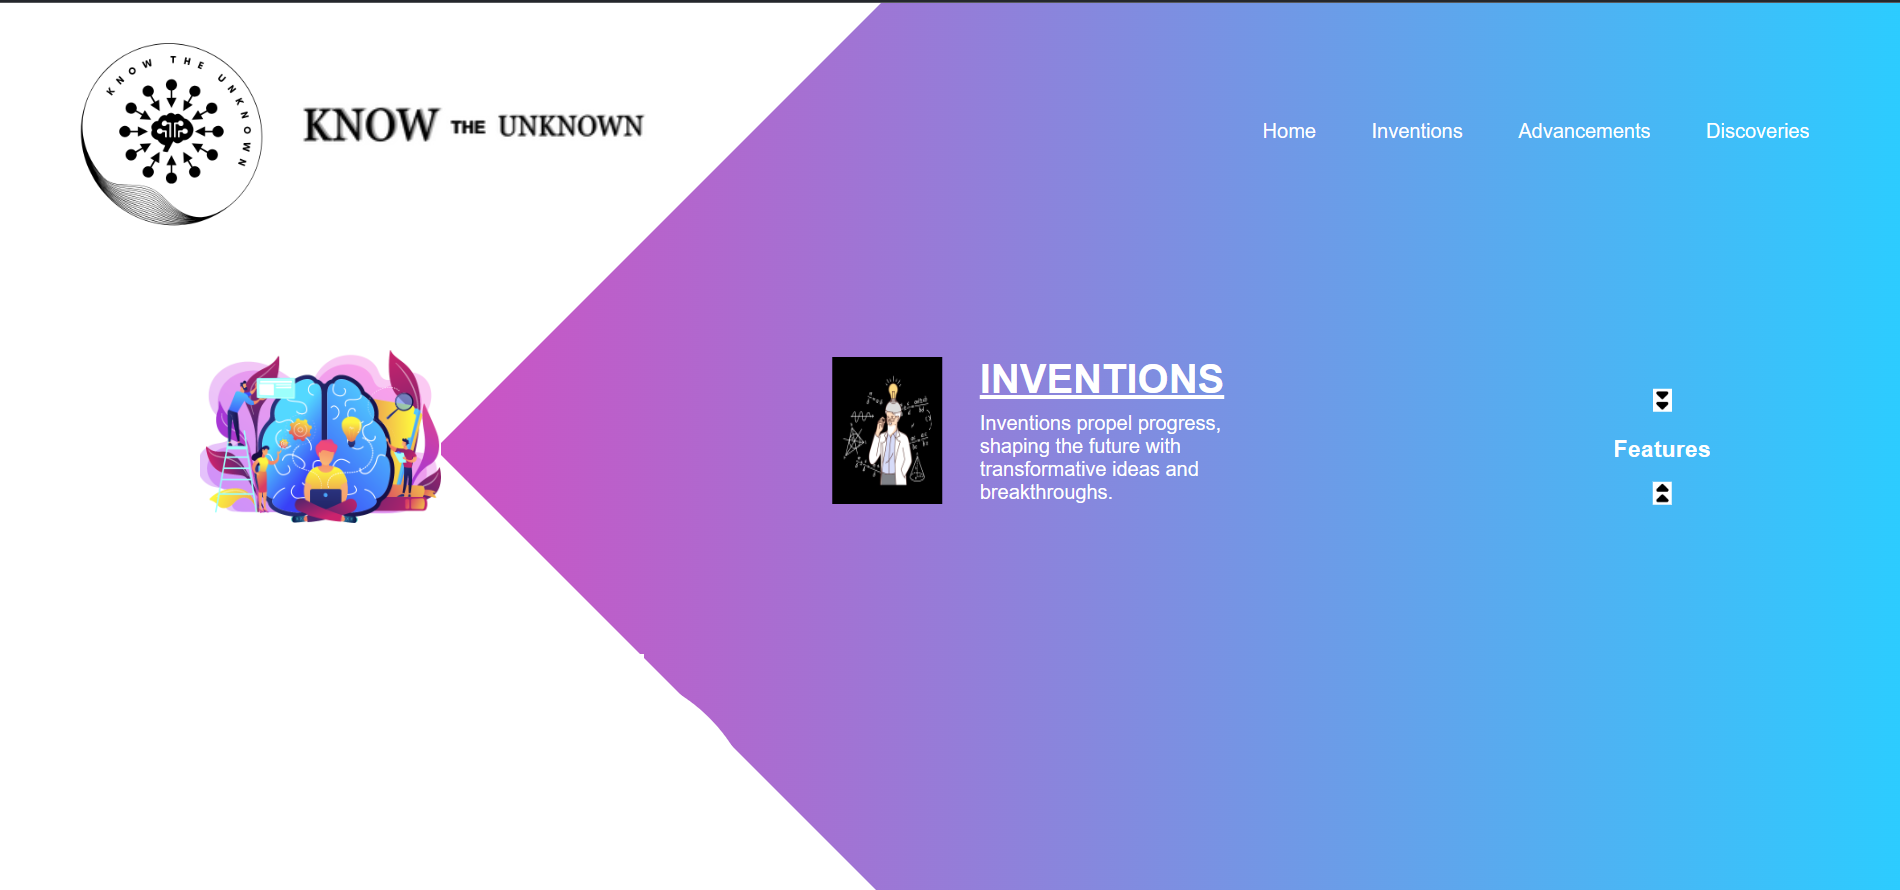 KNOW THE UNKNOWN
KNOW THE UNKNOWN
Home Inventions Advancements Discoveries
INVENTIONS
Inventions propel progress,
shaping the future with
transformative ideas and
breakthroughs.
Features